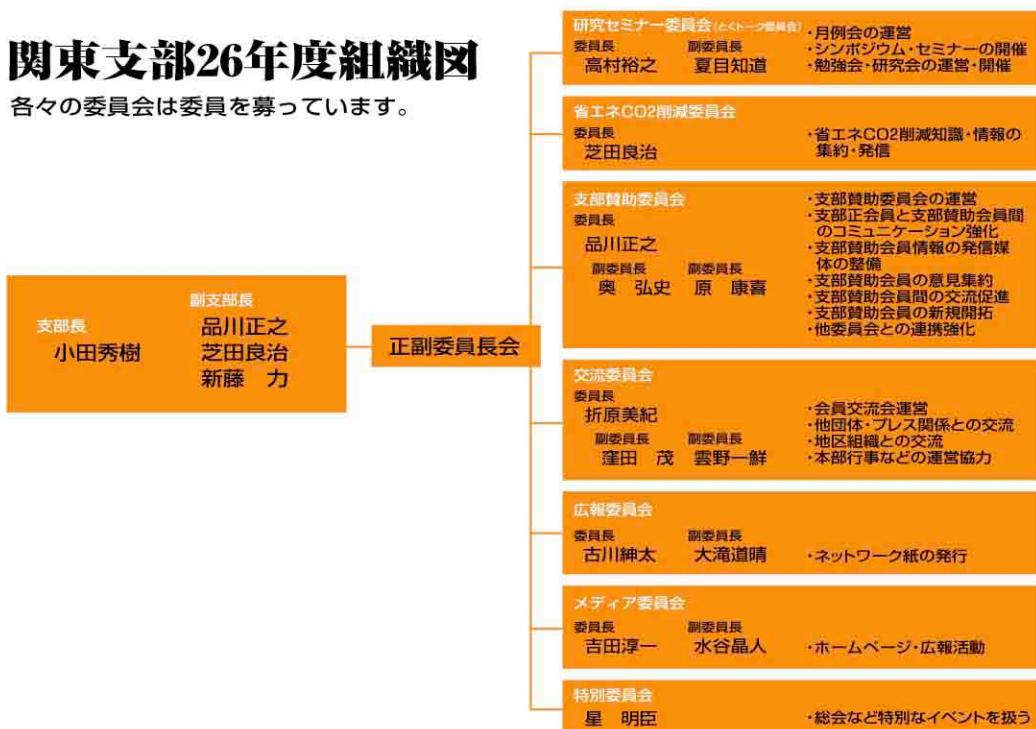 関東支部26年度組織図
各々の委員会は委員を募っています。
支部長
小田秀樹
副支部長
品川正之
芝田良治
新藤　力
正副委員長会
研究セミナー委員会(とくトーク委員会)
委員長　副委員長
高村裕之　夏目知道
・月例会の運営
・シンポジウム・セミナーの開催
・勉強会・研究会の運営・開催
省エネCO2削減委員会
委員長
芝田良治
・省エネCO2削減知識・情報の
集約・発信
支部賛助委員会
委員長
品川正之
副委員長　副委員長
奥　弘史　原　康喜
・支部賛助委員会の運営
・支部正会員と支部賛助会員間
のコミュニケーション強化
・支部賛助会員情報の発信媒
体の整備
・支部賛助会員の意見集約
・支部賛助会員間の交流促進
・支部賛助会員の新規開拓
・他委員会との連携強化
交流委員会
委員長
折原美紀
副委員長　副委員長
窪田　茂　雲野一鮮
・会員交流会運営
・他団体・プレス関係との交流
・地区組織との交流
・本部行事などの運営協力
広報委員会
委員長　副委員長
古川紳太　大滝道晴
・ネットワーク紙の発行
メディア委員会
委員長　副委員長
吉田淳一　水谷晶人
・ホームページ・広報活動
特別委員会
星　明臣
・総会など特別なイベントを扱う